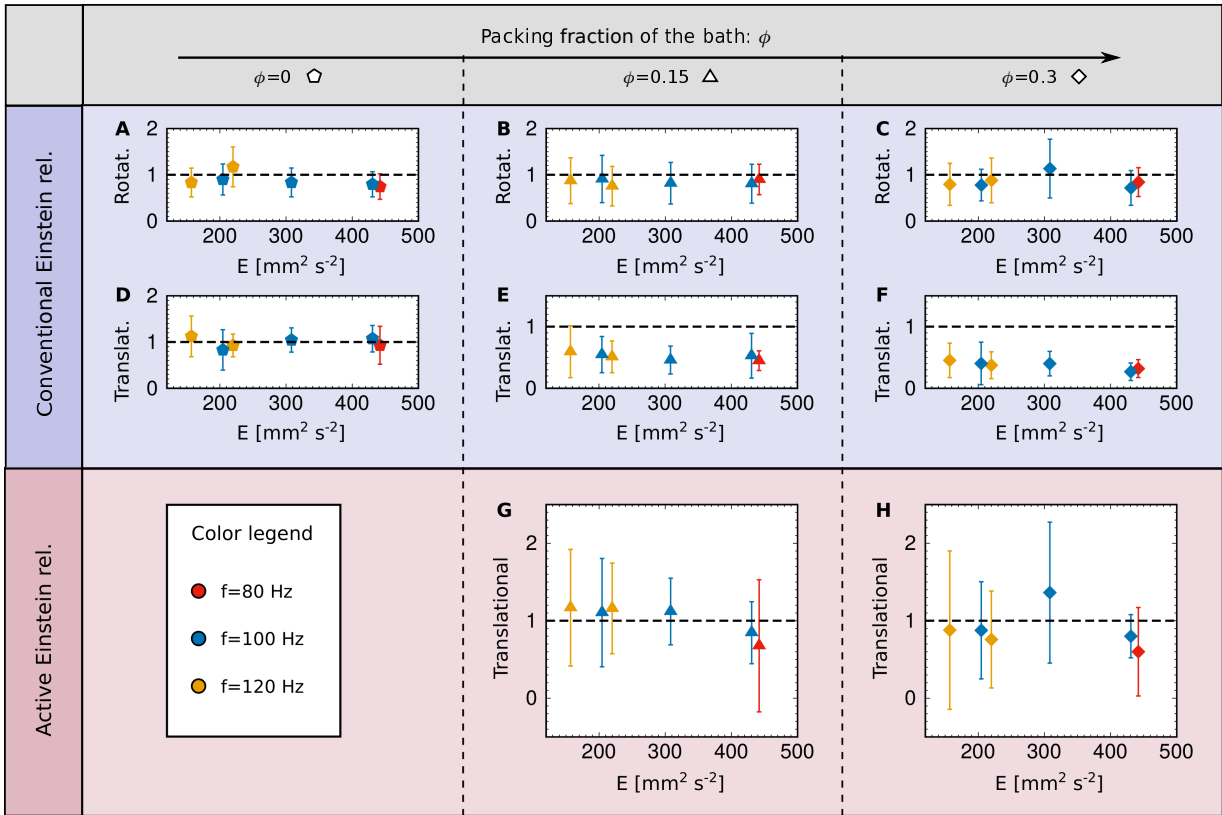 Packing fraction of the bath: ϕ
ϕ=0
ϕ=0.15
ϕ=0.3
Conventional Einstein rel.
A
Rotat.
2
1
0
200 300 400 500
E [mm² s⁻²]
B
Rotat.
2
1
0
200 300 400 500
E [mm² s⁻²]
C
Rotat.
2
1
0
200 300 400 500
E [mm² s⁻²]
D
Translat.
2
1
0
200 300 400 500
E [mm² s⁻²]
E
Translat.
1
0
200 300 400 500
E [mm² s⁻²]
F
Translat.
1
0
200 300 400 500
E [mm² s⁻²]
Active Einstein rel.
Color legend
f=80 Hz
f=100 Hz
f=120 Hz
G
Translational
2
1
0
200 300 400 500
E [mm² s⁻²]
H
Translational
2
1
0
200 300 400 500
E [mm² s⁻²]